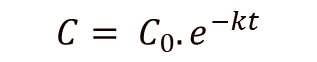 C = C₀.e⁻ᵏᵗ